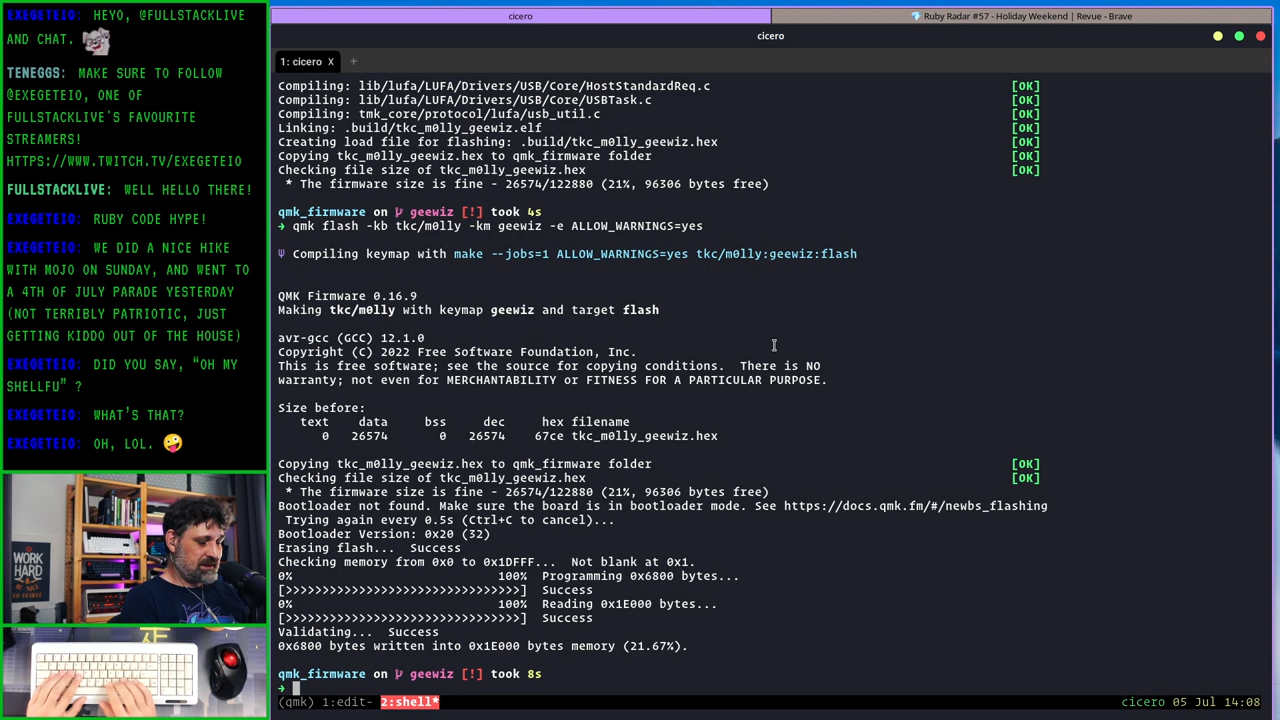 EXEGETEIO: HEYO, @FULLSTACKLIVE
AND CHAT.
TENEGGS: MAKE SURE TO FOLLOW
@EXEGETEIO, ONE OF
FULLSTACKLIVE'S FAVOURITE
STREAMERS!
HTTPS://WWW.TWITCH.TV/EXEGETEIO
FULLSTACKLIVE: WELL HELLO THERE!
EXEGETEIO: RUBY CODE HYPE!
EXEGETEIO: WE DID A NICE HIKE
WITH MOJO ON SUNDAY, AND WENT TO
A 4TH OF JULY PARADE YESTERDAY
(NOT TERRIBLY PATRIOTIC, JUST
GETTING KIDDO OUT OF THE HOUSE)
EXEGETEIO: DID YOU SAY, “OH MY
SHELLFU” ?
EXEGETEIO: WHAT'S THAT?
EXEGETEIO: OH, LOL.
WORK
HARD
cicero
Ruby Radar #57 - Holiday Weekend | Revue - Brave
cicero
1: cicero X +
Compiling: lib/lufa/LUFA/Drivers/USB/Core/HostStandardReq.c [OK]
Compiling: lib/lufa/LUFA/Drivers/USB/Core/USBTask.c [OK]
Compiling: tmk_core/protocol/lufa/usb_util.c [OK]
Linking: .build/tkc_m0lly_geewiz.elf [OK]
Creating load file for flashing: .build/tkc_m0lly_geewiz.hex [OK]
Copying tkc_m0lly_geewiz.hex to qmk_firmware folder [OK]
Checking file size of tkc_m0lly_geewiz.hex [OK]
* The firmware size is fine - 26574/122880 (21%, 96306 bytes free)
qmk_firmware on geewiz [!] took 4s
→ qmk flash -kb tkc/m0lly -km geewiz -e ALLOW_WARNINGS=yes
Ψ Compiling keymap with make --jobs=1 ALLOW_WARNINGS=yes tkc/m0lly:geewiz:flash
QMK Firmware 0.16.9
Making tkc/m0lly with keymap geewiz and target flash
avr-gcc (GCC) 12.1.0
Copyright (C) 2022 Free Software Foundation, Inc.
This is free software; see the source for copying conditions.  There is NO
warranty; not even for MERCHANTABILITY or FITNESS FOR A PARTICULAR PURPOSE.
Size before:
text data bss dec hex filename
0 26574 0 26574 67ce tkc_m0lly_geewiz.hex
Copying tkc_m0lly_geewiz.hex to qmk_firmware folder [OK]
Checking file size of tkc_m0lly_geewiz.hex [OK]
* The firmware size is fine - 26574/122880 (21%, 96306 bytes free)
Bootloader not found. Make sure the board is in bootloader mode. See https://docs.qmk.fm/#/newbs_flashing
Trying again every 0.5s (Ctrl+C to cancel)...
Bootloader Version: 0x20 (32)
Erasing flash...  Success
Checking memory from 0x0 to 0x1DFFF...  Not blank at 0x1.
0% 100% Programming 0x6800 bytes...
[>>>>>>>>>>>>>>>>>>>>>>>>>>>>>>>>>] Success
0% 100% Reading 0x1E000 bytes...
[>>>>>>>>>>>>>>>>>>>>>>>>>>>>>>>>>] Success
Validating...  Success
0x6800 bytes written into 0x1E000 bytes memory (21.67%).
qmk_firmware on geewiz [!] took 8s
→
(qmk) 1:edit- 2:shell* cicero 05 Jul 14:08